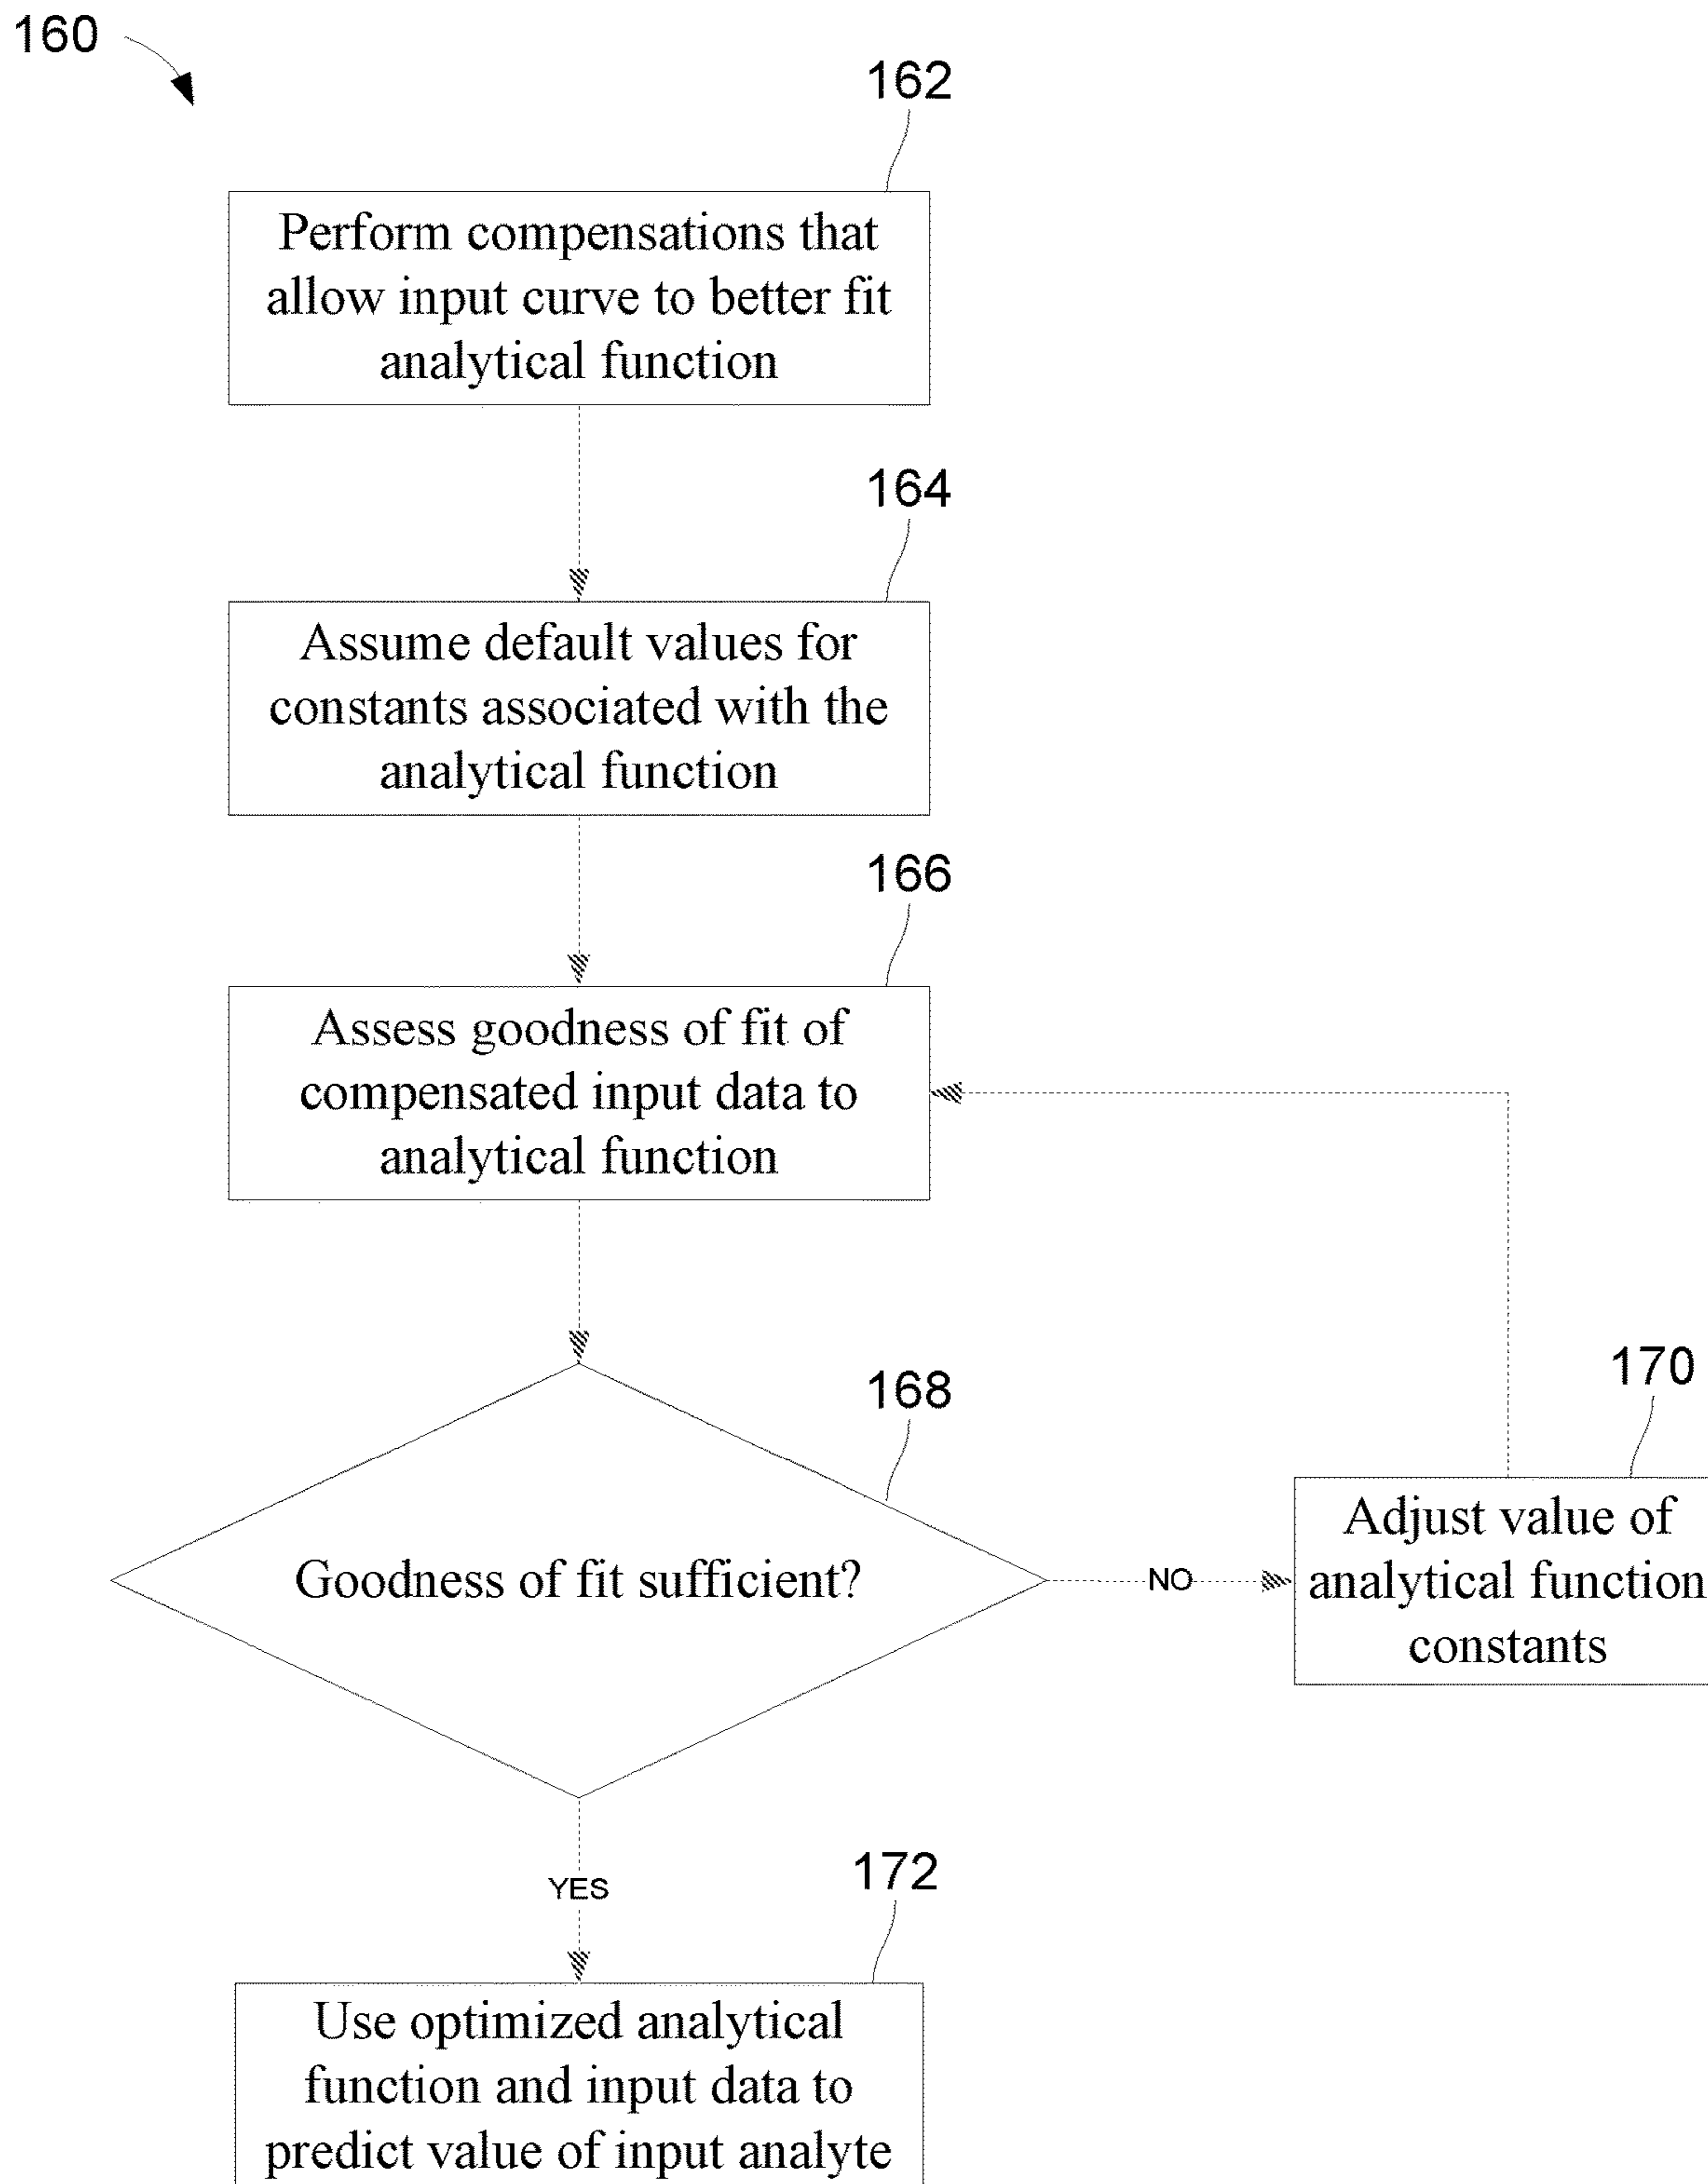 160
162
Perform compensations that
allow input curve to better fit
analytical function
164
Assume default values for
constants associated with the
analytical function
166
Assess goodness of fit of
compensated input data to
analytical function
168
Goodness of fit sufficient?
NO
170
Adjust value of
analytical function
constants
YES
172
Use optimized analytical
function and input data to
predict value of input analyte